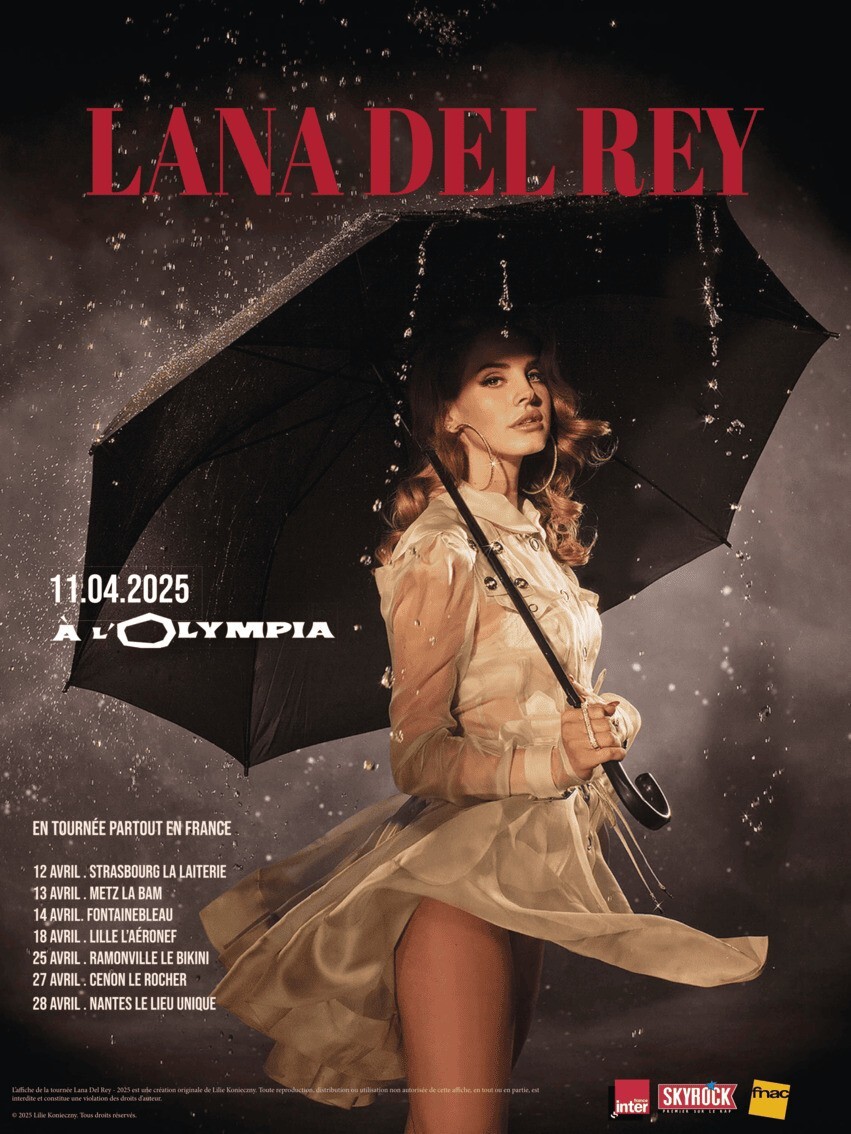 LANA DEL REY
11.04.2025
À L'OLYMPIA
EN TOURNÉE PARTOUT EN FRANCE
12 AVRIL . STRASBOURG LA LAITERIE
13 AVRIL . METZ LA BAM
14 AVRIL. FONTAINEBLEAU
18 AVRIL . LILLE L'AÉRONEF
25 AVRIL . RAMONVILLE LE BIKINI
27 AVRIL . CENON LE ROCHER
28 AVRIL . NANTES LE LIEU UNIQUE
L'affiche de la tournée Lana Del Rey - 2025 est une création originale de Lilie Konieczny. Toute reproduction, distribution ou utilisation non autorisée de cette affiche, en tout ou en partie, est
interdite et constitue une violation des droits d'auteur.
© 2025 Lilie Konieczny. Tous droits réservés.
france
inter
SKYROCK
PREMIER SUR LE RAP
fnac